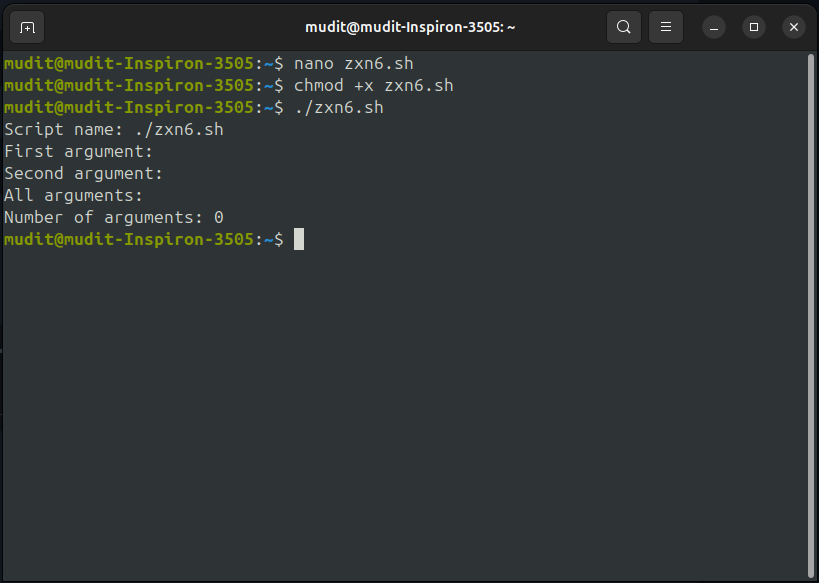 mudit@mudit-Inspiron-3505: ~
mudit@mudit-Inspiron-3505:~$ nano zxn6.sh
mudit@mudit-Inspiron-3505:~$ chmod +x zxn6.sh
mudit@mudit-Inspiron-3505:~$ ./zxn6.sh
Script name: ./zxn6.sh
First argument:
Second argument:
All arguments:
Number of arguments: 0
mudit@mudit-Inspiron-3505:~$